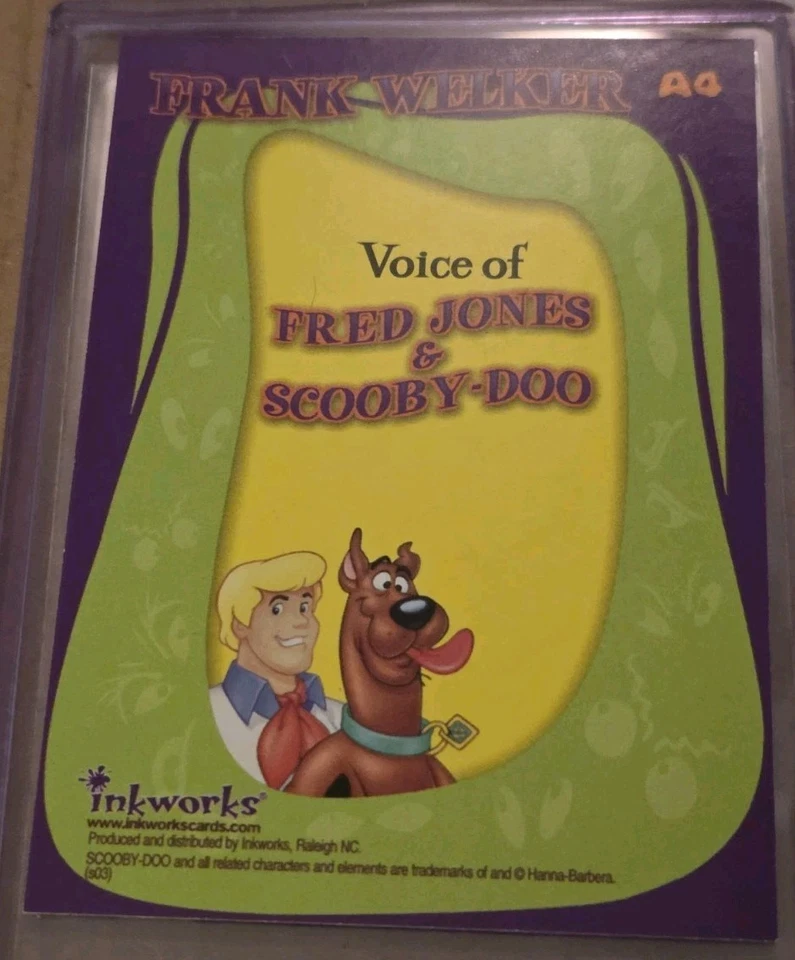 FRANK WELKER A4
Voice of
FRED JONES
&
SCOOBY-DOO
inkworks®
www.inkworkscards.com
Produced and distributed by Inkworks, Raleigh NC.
SCOOBY-DOO and all related characters and elements are trademarks of and © Hanna-Barbera.
(s03)